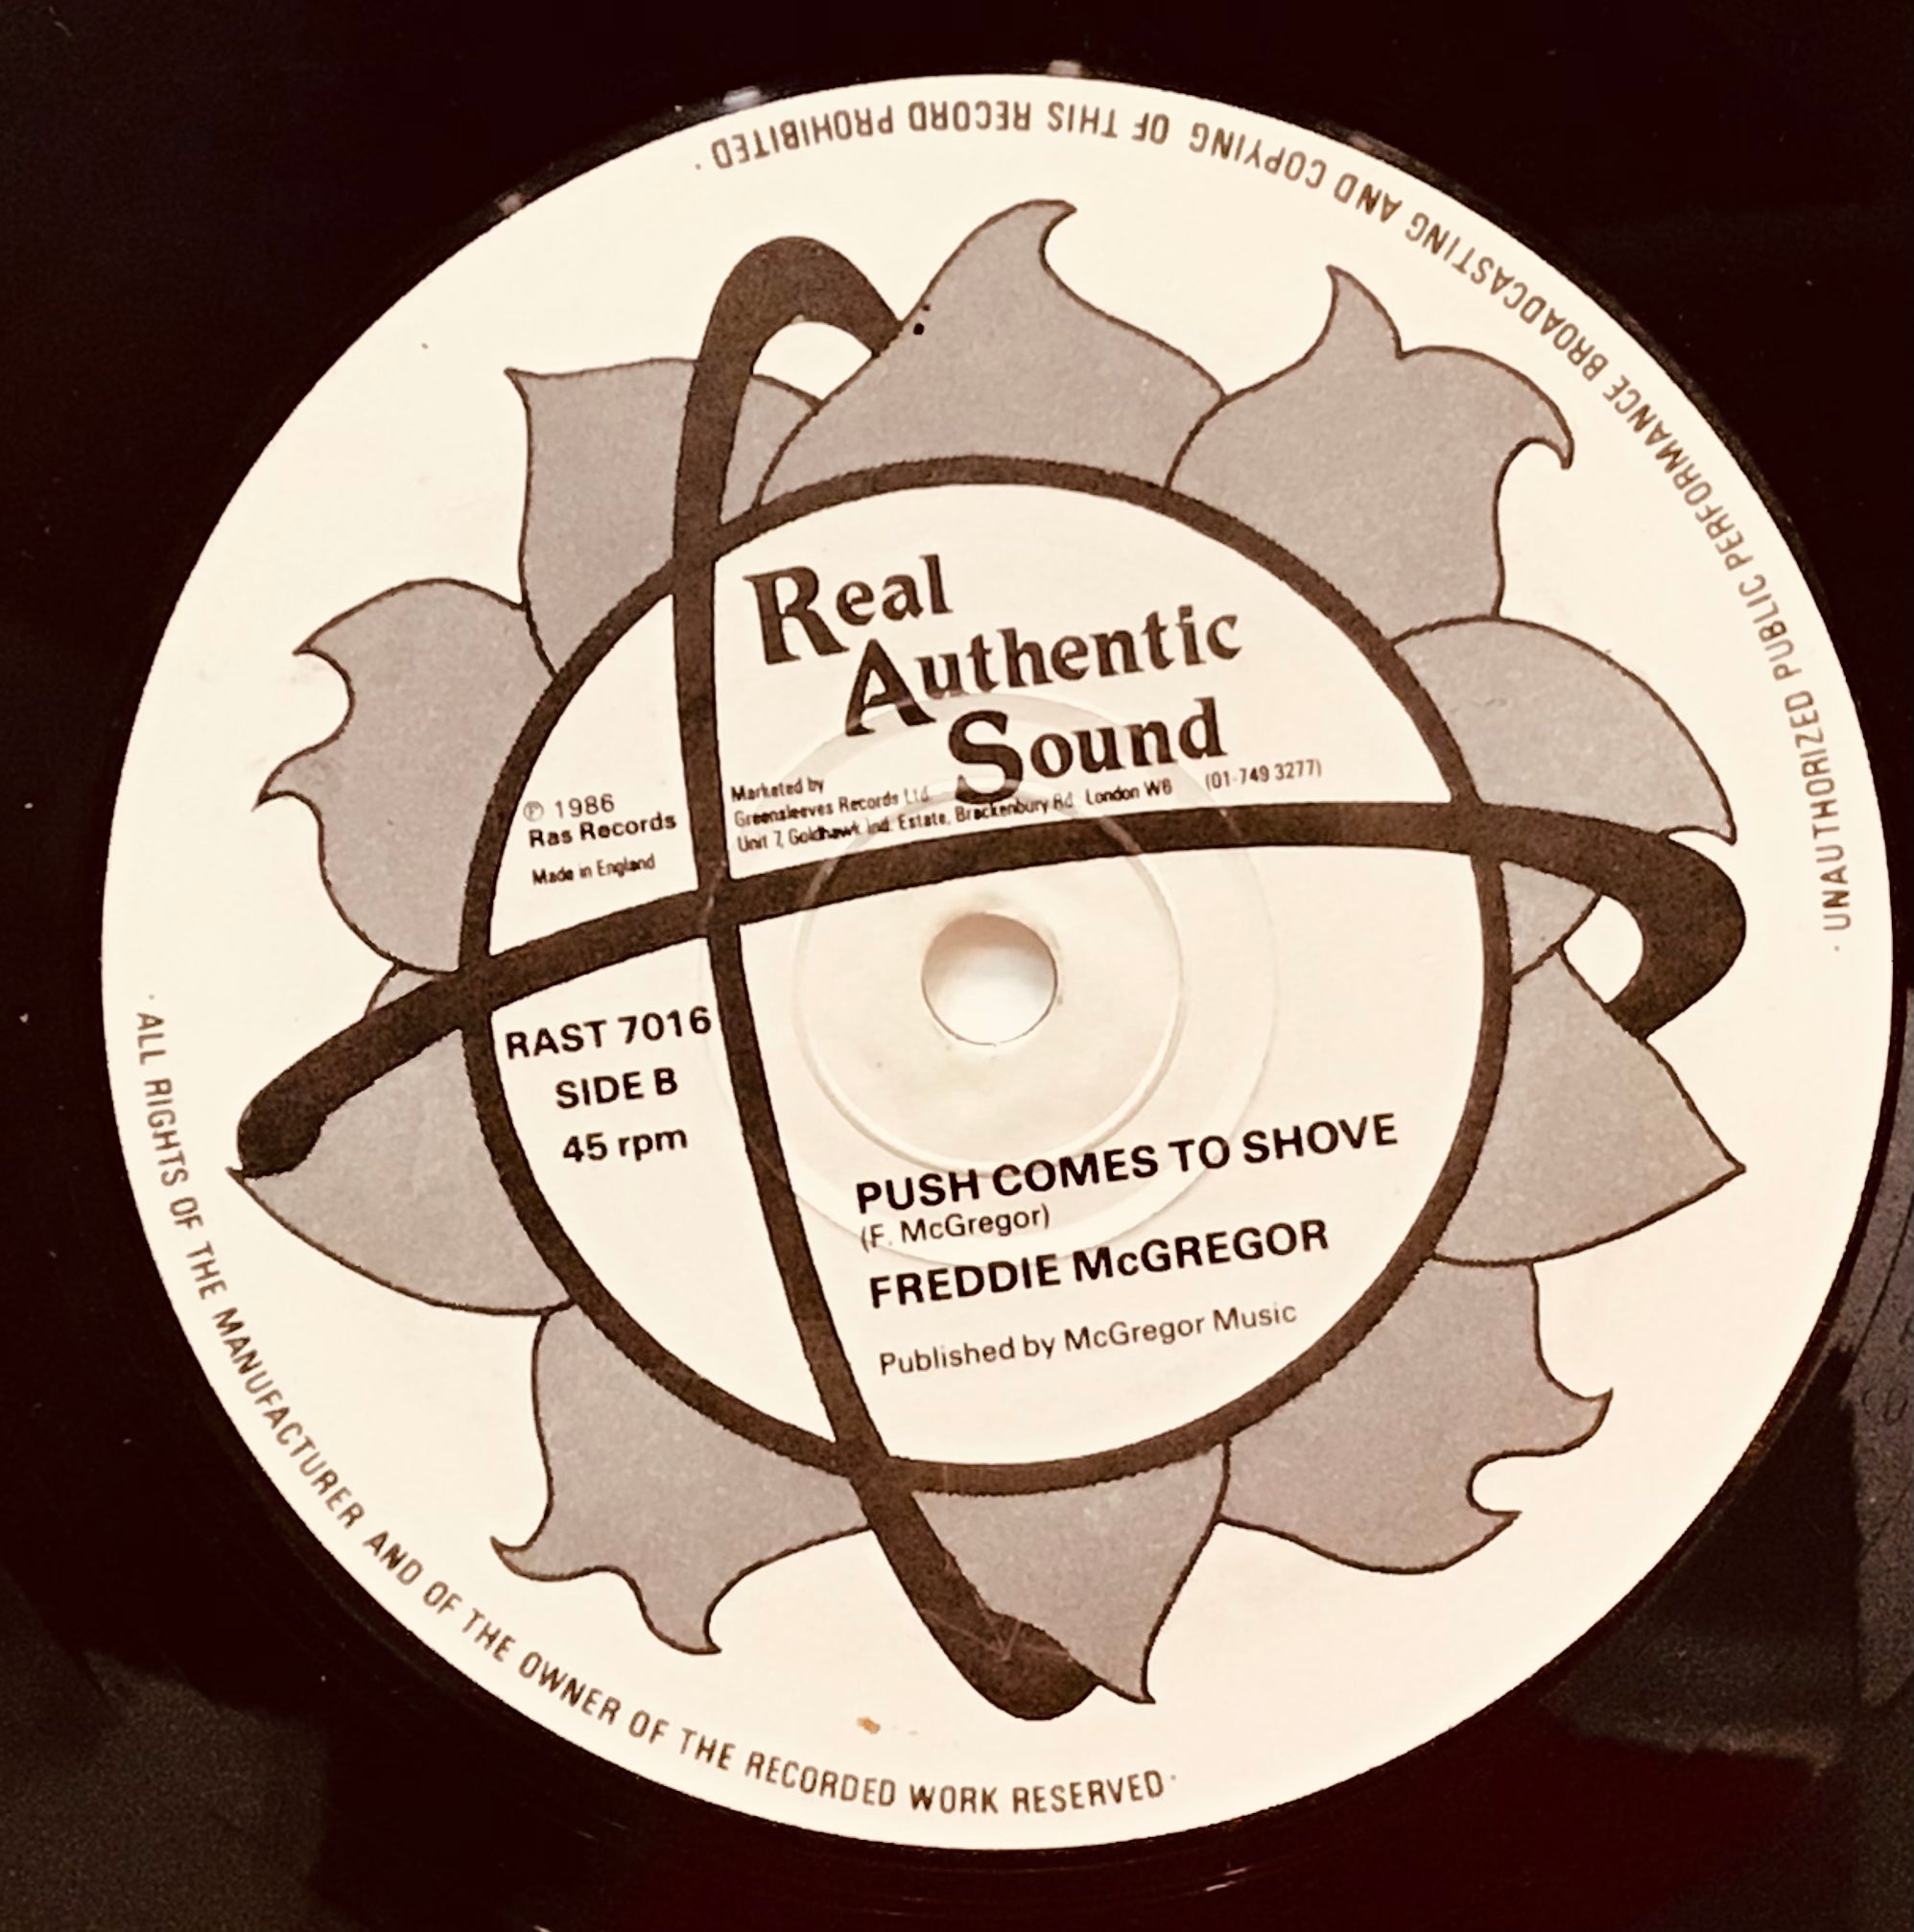 Real
Authentic
Sound
℗ 1986
Ras Records
Made in England
Marketed by
Greensleeves Records Ltd
Unit 7, Goldhawk Ind. Estate, Brackenbury Rd. London W6 (01-749 3277)
RAST 7016
SIDE B
45 rpm
PUSH COMES TO SHOVE
(F. McGregor)
FREDDIE McGREGOR
Published by McGregor Music
· ALL RIGHTS OF THE MANUFACTURER AND OF THE OWNER OF THE RECORDED WORK RESERVED ·
· UNAUTHORIZED PUBLIC PERFORMANCE BROADCASTING AND COPYING OF THIS RECORD PROHIBITED ·